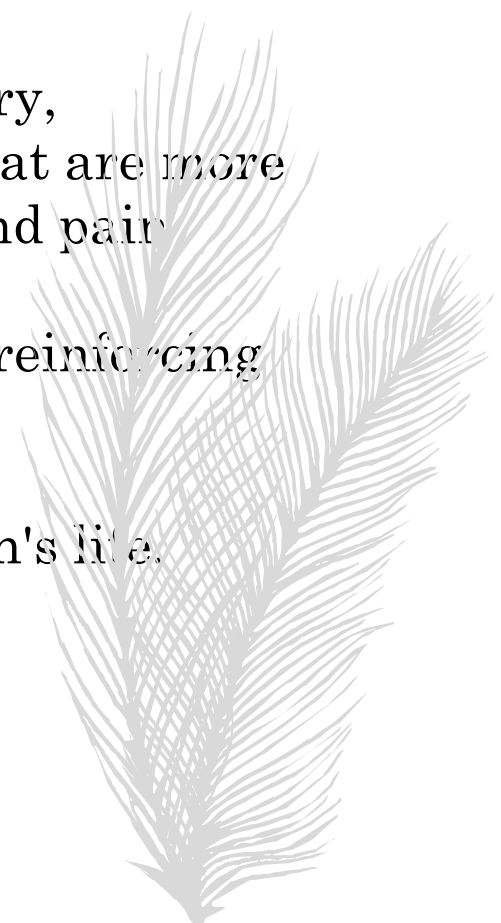 ry,
at are more
nd pain
reinforcing
n's life.